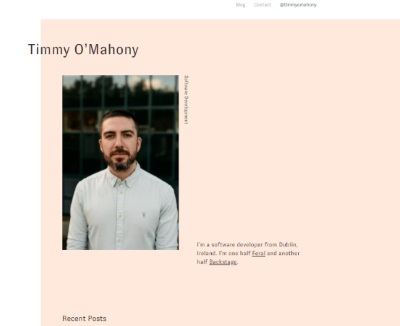 Blog Contact @timmyomahony
Timmy O'Mahony
Software Development
I'm a software developer from Dublin,
Ireland. I'm one half Feral and another
half Backstage.
Recent Posts